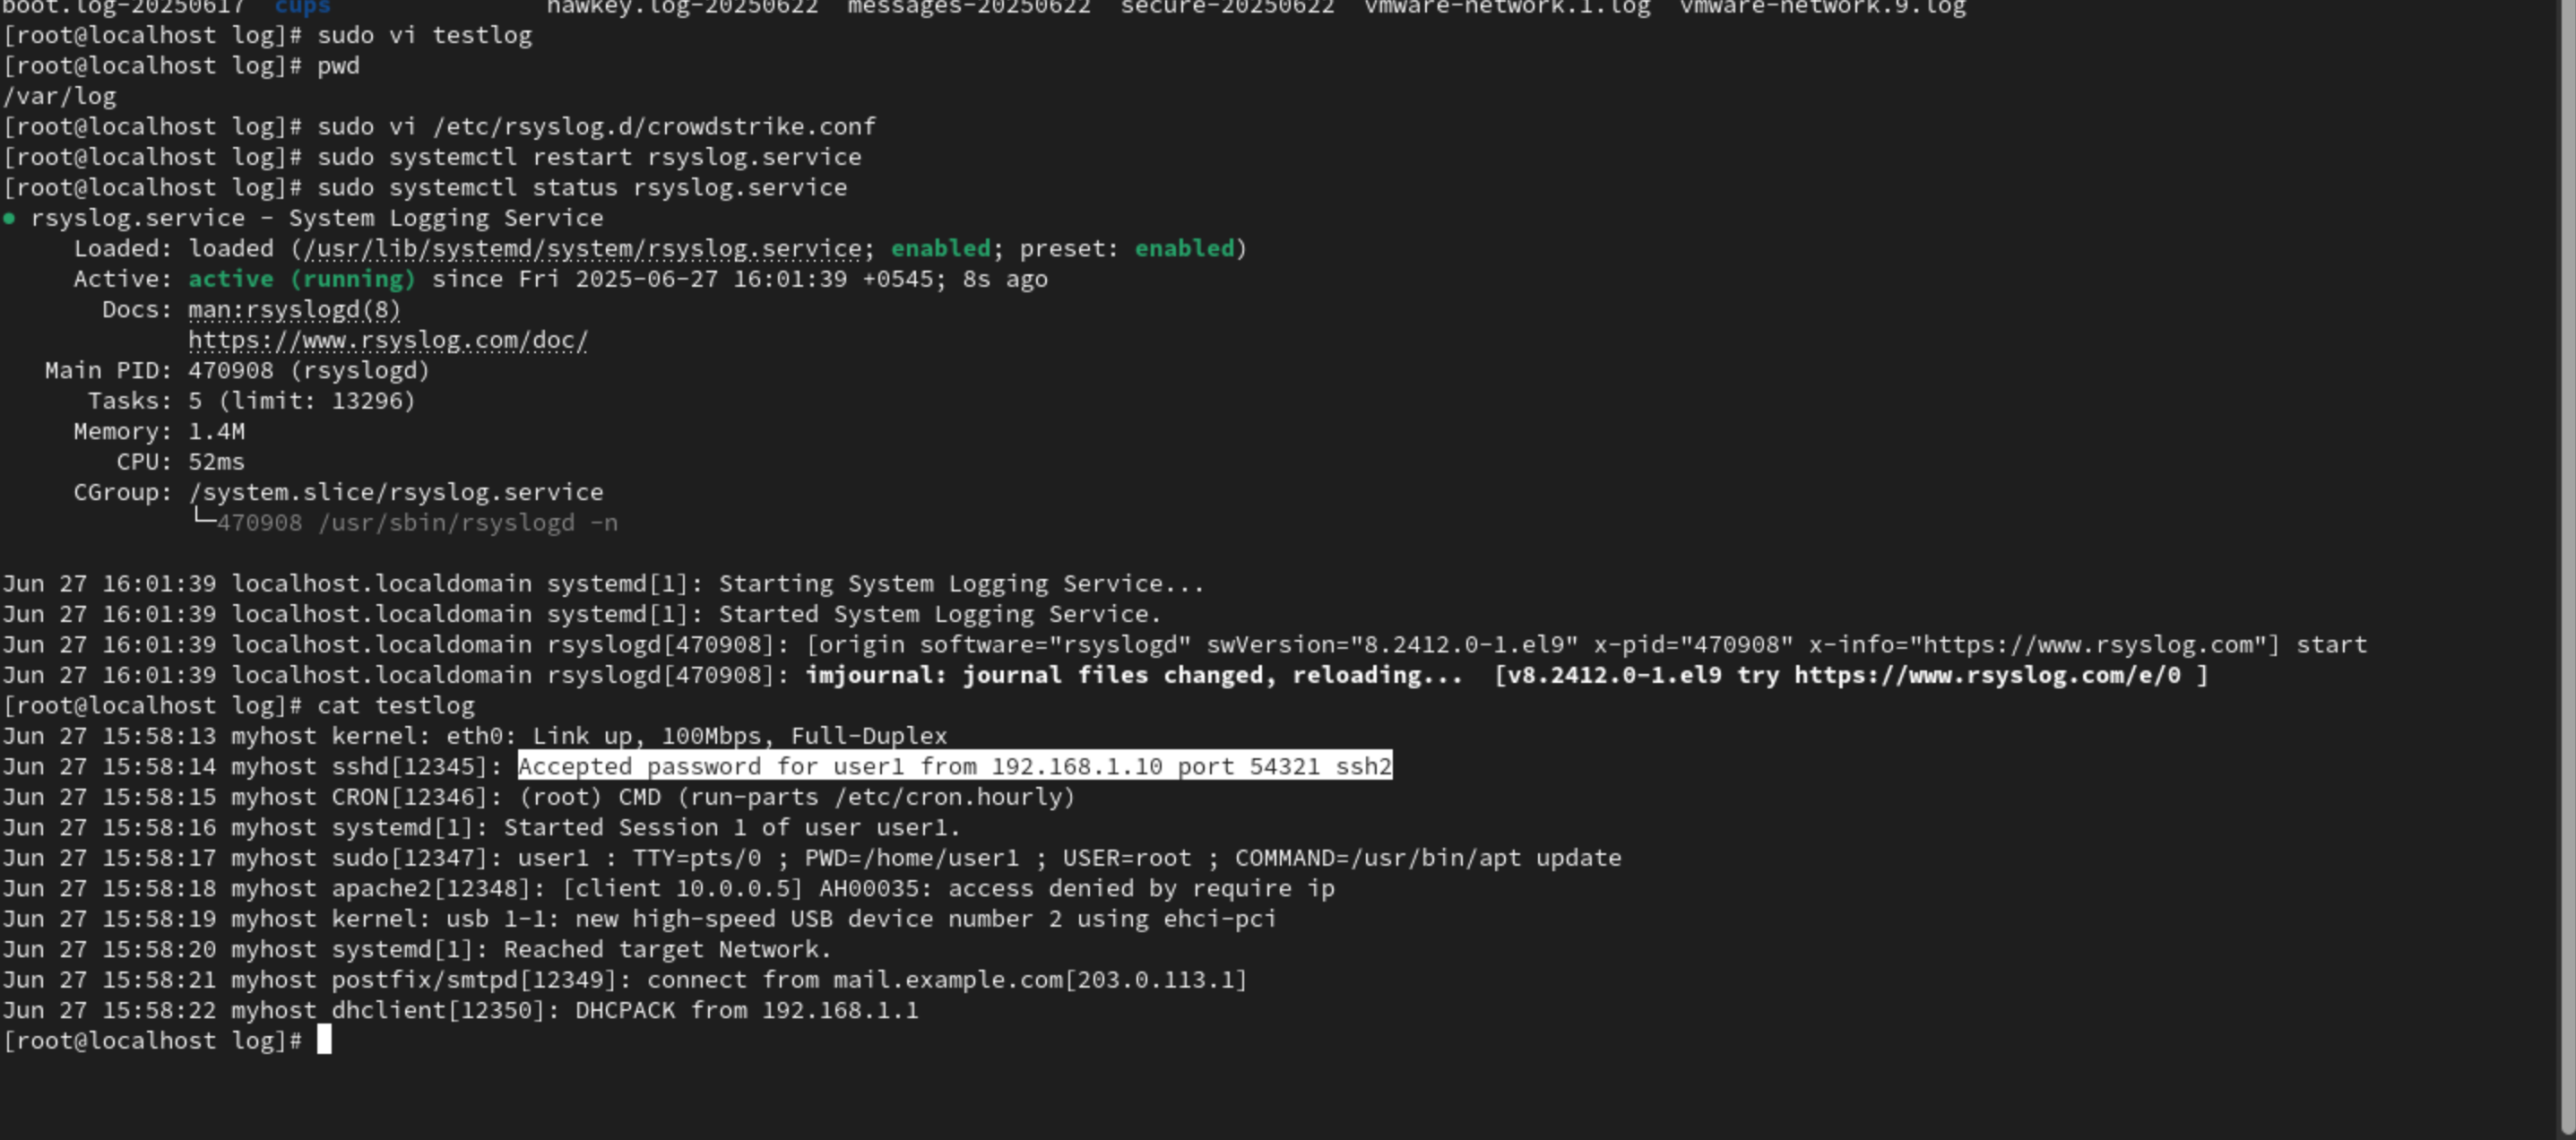 boot.log-20250617  cups               hawkey.log-20250622  messages-20250622  secure-20250622  vmware-network.1.log  vmware-network.9.log
[root@localhost log]# sudo vi testlog
[root@localhost log]# pwd
/var/log
[root@localhost log]# sudo vi /etc/rsyslog.d/crowdstrike.conf
[root@localhost log]# sudo systemctl restart rsyslog.service
[root@localhost log]# sudo systemctl status rsyslog.service
● rsyslog.service - System Logging Service
     Loaded: loaded (/usr/lib/systemd/system/rsyslog.service; enabled; preset: enabled)
     Active: active (running) since Fri 2025-06-27 16:01:39 +0545; 8s ago
       Docs: man:rsyslogd(8)
             https://www.rsyslog.com/doc/
   Main PID: 470908 (rsyslogd)
      Tasks: 5 (limit: 13296)
     Memory: 1.4M
        CPU: 52ms
     CGroup: /system.slice/rsyslog.service
             └─470908 /usr/sbin/rsyslogd -n
Jun 27 16:01:39 localhost.localdomain systemd[1]: Starting System Logging Service...
Jun 27 16:01:39 localhost.localdomain systemd[1]: Started System Logging Service.
Jun 27 16:01:39 localhost.localdomain rsyslogd[470908]: [origin software="rsyslogd" swVersion="8.2412.0-1.el9" x-pid="470908" x-info="https://www.rsyslog.com"] start
Jun 27 16:01:39 localhost.localdomain rsyslogd[470908]: imjournal: journal files changed, reloading...  [v8.2412.0-1.el9 try https://www.rsyslog.com/e/0 ]
[root@localhost log]# cat testlog
Jun 27 15:58:13 myhost kernel: eth0: Link up, 100Mbps, Full-Duplex
Jun 27 15:58:14 myhost sshd[12345]: Accepted password for user1 from 192.168.1.10 port 54321 ssh2
Jun 27 15:58:15 myhost CRON[12346]: (root) CMD (run-parts /etc/cron.hourly)
Jun 27 15:58:16 myhost systemd[1]: Started Session 1 of user user1.
Jun 27 15:58:17 myhost sudo[12347]: user1 : TTY=pts/0 ; PWD=/home/user1 ; USER=root ; COMMAND=/usr/bin/apt update
Jun 27 15:58:18 myhost apache2[12348]: [client 10.0.0.5] AH00035: access denied by require ip
Jun 27 15:58:19 myhost kernel: usb 1-1: new high-speed USB device number 2 using ehci-pci
Jun 27 15:58:20 myhost systemd[1]: Reached target Network.
Jun 27 15:58:21 myhost postfix/smtpd[12349]: connect from mail.example.com[203.0.113.1]
Jun 27 15:58:22 myhost dhclient[12350]: DHCPACK from 192.168.1.1
[root@localhost log]#